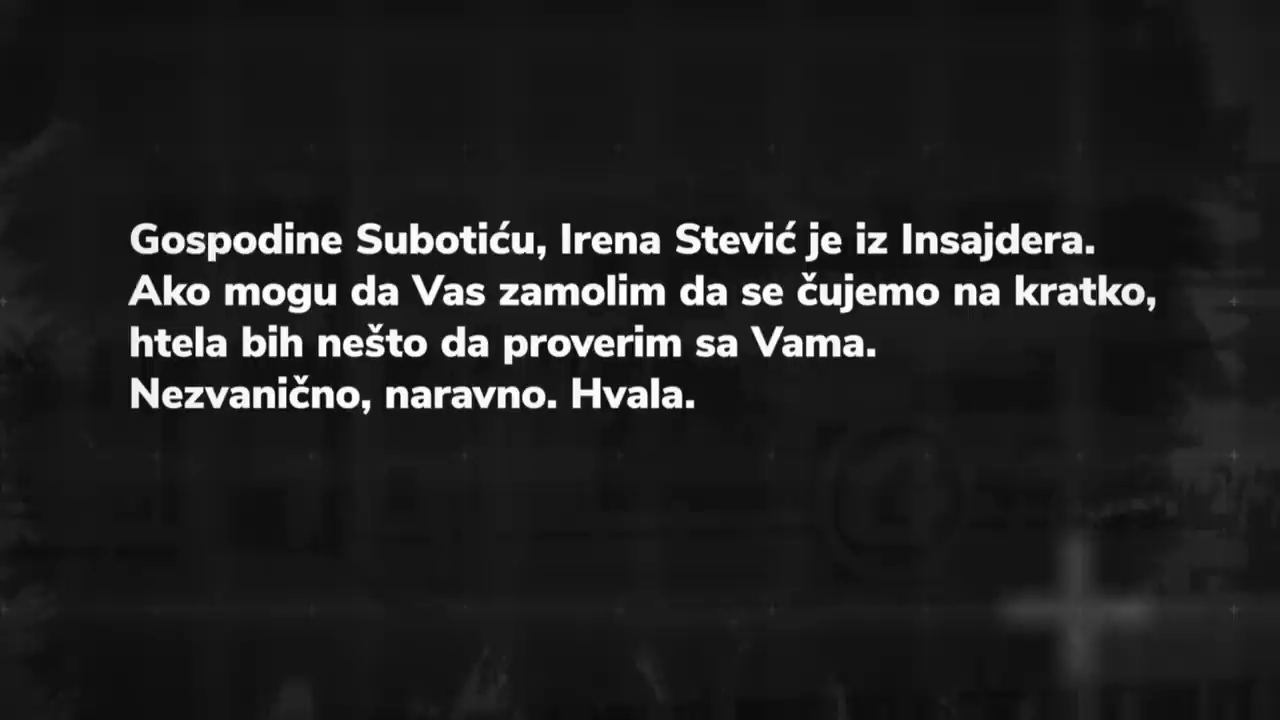 Gospodine Subotiću, Irena Stević je iz Insajdera.
Ako mogu da Vas zamolim da se čujemo na kratko,
htela bih nešto da proverim sa Vama.
Nezvanično, naravno. Hvala.